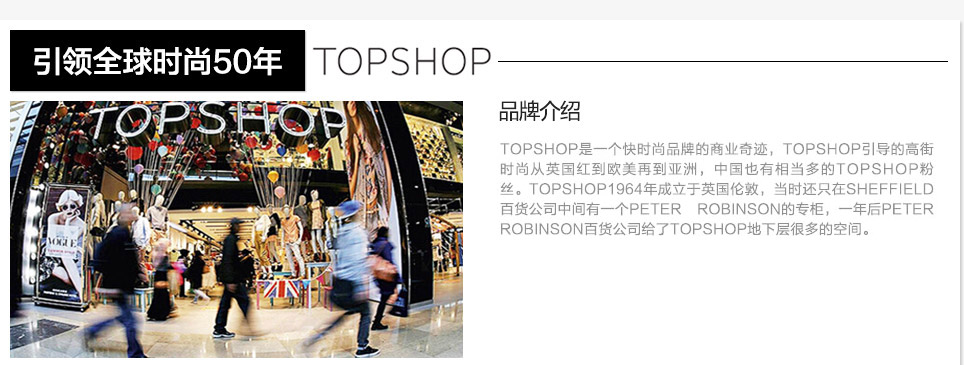 引领全球时尚50年 TOPSHOP
TOPSHOP
VOGUE
品牌介绍
TOPSHOP是一个快时尚品牌的商业奇迹，TOPSHOP引导的高街
时尚从英国红到欧美再到亚洲，中国也有相当多的TOPSHOP粉
丝。TOPSHOP1964年成立于英国伦敦，当时还只在SHEFFIELD
百货公司中间有一个PETER ROBINSON的专柜，一年后PETER
ROBINSON百货公司给了TOPSHOP地下层很多的空间。